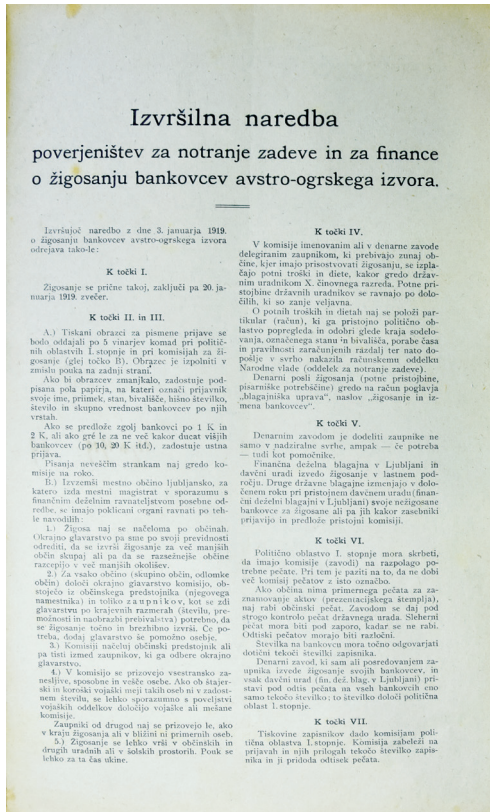 Izvršilna naredba
poverjeništev za notranje zadeve in za finance
o žigosanju bankovcev avstro-ogrskega izvora.
Izvršujoč naredbo z dne 3. januarja 1919.
o žigosanju bankovcev avstro-ogrskega izvora
odrejava tako-le:
K točki I.
Žigosanje se prične takoj, zaključi pa 20. ja-
nuarja 1919. zvečer.
K točki II. in III.
A.) Tiskani obrazci za pismene prijave se
bodo oddajali po 5 vinarjev komad pri politič-
nih oblastvih I. stopnje in pri komisijah za ži-
gosanje (glej točko B). Obrazec je izpolniti v
zmislu pouka na zadnji strani.
Ako bi obrazcev zmanjkalo, zadostuje pod-
pisana pola papirja, na kateri označi prijavnik
svoje ime, priimek, stan, bivališče, hišno številko,
število in skupno vrednost bankovcev po njih
vrstah.
Ako se predlože zgolj bankovci po 1 K in
2 K, ali ako gré le za ne več kakor ducat višjih
bankovcev (po 10, 20 K itd.), zadostuje ustna
prijava.
Pisanja neveščim strankam naj gredo ko-
misije na roko.
B.) Izvzemši mestno občino ljubljansko, za
katero izda mestni magistrat v sporazumu s
finančnim deželnim ravnateljstvom posebne od-
redbe, se imajo poklicani organi ravnati po teh-
le navodilih:
1.) Žigosa naj se načeloma po občinah.
Okrajno glavarstvo pa sme po svoji previdnosti
odrediti, da se izvrši žigosanje za več manjših
občin skupaj ali pa da se razsežnejše občine
razcepijo v več manjših okolišev.
2.) Za vsako občino (skupino občin, odlomke
občin) določi okrajno glavarstvo komisijo, ob-
stoječo iz občinskega predstojnika (njegovega
namestnika) in toliko zaupnikov, kot se zdi
glavarstvu po krajevnih razmerah (številu, pre-
možnosti in naobrazbi prebivalstva) potrebno, da
se žigosanje točno in brezhibno izvrši. Če po-
treba, dodaj glavarstvo še pomožno osebje.
3.) Komisiji načeluj občinski predstojnik ali
pa tisti izmed zaupnikov, ki ga odbere okrajno
glavarstvo.
4.) V komisijo se prizovejo vsestransko za-
nesljive, sposobne in vešče osebe. Ako ob štajer-
ski in koroški vojaški meji takih oseb ni v zadost-
nem številu, se lehko sporazumno s poveljstvi
vojaških oddelkov določijo vojaške ali mešane
komisije.
Zaupniki od drugod naj se prizovejo le, ako
v kraju žigosanja ali v bližini ni primernih oseb.
5.) Žigosanje se lehko vrši v občinskih in
drugih uradnih ali v šolskih prostorih. Pouk se
lehko za ta čas ukine.
K točki IV.
V komisije imenovanim ali v denarne zavode
delegiranim zaupnikom, ki prebivajo zunaj ob-
čine, kjer imajo prisostvovati žigosanju, se izpla-
čajo potni troški in diete, kakor gredo držav-
nim uradnikom X. činovnega razreda. Potne pri-
stojbine državnih uradnikov se ravnajo po dolo-
čilih, ki so zanje veljavna.
O potnih troških in dietah naj se položi par-
tikular (račun), ki ga pristojno politično ob-
lastvo popregleda in odobri glede kraja sodelo-
vanja, označenega stanu in bivališča, porabe časa
in pravilnosti zaračunjenih razdalj ter nato do-
pošlje v svrho nakazila računskemu oddelku
Narodne vlade (oddelek za notranje zadeve).
Denarni posli žigosanja (potne pristojbine,
pisarniške potrebščine) gredo na račun poglavja
„blagajniška uprava“, naslov „žigosanje in iz-
mena bankovcev“.
K točki V.
Denarnim zavodom je dodeliti zaupnike ne
samo v nadziralne svrhe, ampak — če potreba
— tudi kot pomočnike.
Finančna deželna blagajna v Ljubljani in
davčni uradi izvedo žigosanje v lastnem pod-
ročju. Druge državne blagajne izmenjajo v dolo-
čenem roku pri pristojnem davčnem uradu (finan-
čni deželni blagajni v Ljubljani) svoje nežigosane
bankovce za žigosane ali pa jih kakor zasebniki
prijavijo in predlože pristojni komisiji.
K točki VI.
Politično oblastvo I. stopnje mora skrbeti,
da imajo komisije (zavodi) na razpolago po-
trebne pečate. Pri tem je paziti na to, da ne dobi
več komisij pečatov z isto označbo.
Ako občina nima primernega pečata za za-
znamovanje aktov (prezentacijskega štemplja),
naj rabi občinski pečat. Zavodom se daj pod
strogo kontrolo pečat državnega urada. Sleherni
pečat mora biti pod zaporo, kadar se ne rabi.
Odtiski pečatov morajo biti razločni.
Številka na bankovcu mora točno odgovarjati
dotični tekoči številki zapisnika.
Denarni zavod, ki sam ali posredovanjem za-
upnika izvede žigosanje svojih bankovcev, in
vsak davčni urad (fin. dež. blag. v Ljubljani) pri-
stavi pod odtis pečata na vseh bankovcih eno
samo tekočo številko; to številko določi politična
oblast 1. stopnje.
K točki VII.
Tiskovine zapisnikov dado komisijam poli-
tična oblastva I. stopnje. Komisija zabeleži na
prijavah in njih prilogah tekočo številko zapis-
nika in ji pridoda odtisek pečata.